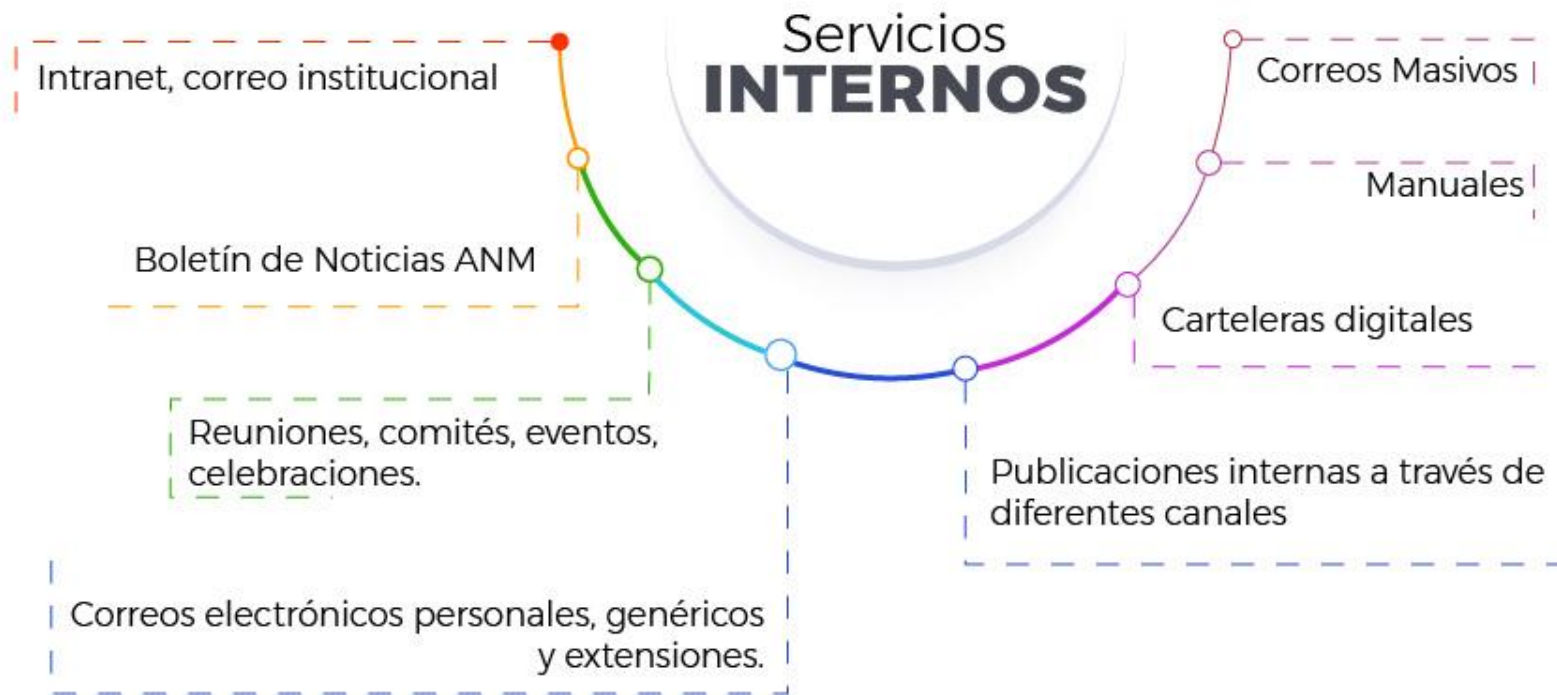 Servicios
INTERNOS
Intranet, correo institucional
Boletín de Noticias ANM
Reuniones, comités, eventos,
celebraciones.
Correos electrónicos personales, genéricos
y extensiones.
Publicaciones internas a través de
diferentes canales
Carteleras digitales
Manuales
Correos Masivos